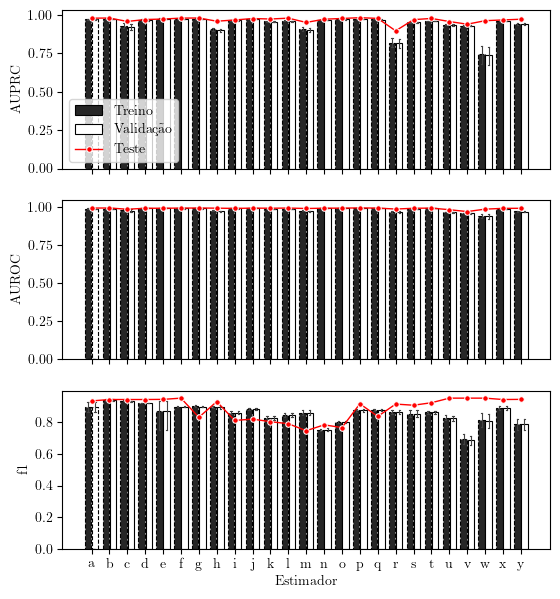 1.00
0.75
0.50
0.25
0.00
AUPRC
Treino
Validação
Teste
1.00
0.75
0.50
0.25
0.00
AUROC
0.8
0.6
0.4
0.2
0.0
f1
a b c d e f g h i j k l m n o p q r s t u v w x y
Estimador